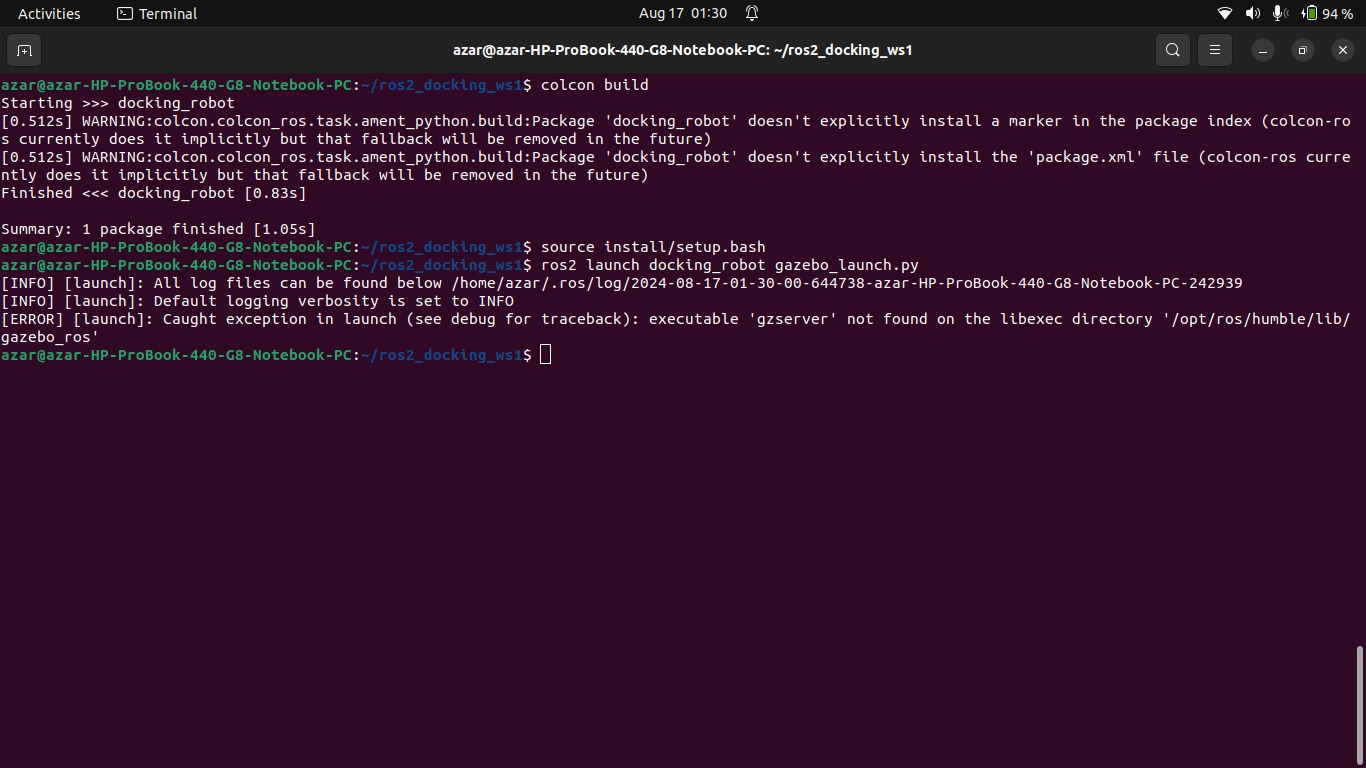 Activities Terminal Aug 17 01:30 94 %
azar@azar-HP-ProBook-440-G8-Notebook-PC: ~/ros2_docking_ws1
azar@azar-HP-ProBook-440-G8-Notebook-PC:~/ros2_docking_ws1$ colcon build
Starting >>> docking_robot
[0.512s] WARNING:colcon.colcon_ros.task.ament_python.build:Package 'docking_robot' doesn't explicitly install a marker in the package index (colcon-ro
s currently does it implicitly but that fallback will be removed in the future)
[0.512s] WARNING:colcon.colcon_ros.task.ament_python.build:Package 'docking_robot' doesn't explicitly install the 'package.xml' file (colcon-ros curre
ntly does it implicitly but that fallback will be removed in the future)
Finished <<< docking_robot [0.83s]
Summary: 1 package finished [1.05s]
azar@azar-HP-ProBook-440-G8-Notebook-PC:~/ros2_docking_ws1$ source install/setup.bash
azar@azar-HP-ProBook-440-G8-Notebook-PC:~/ros2_docking_ws1$ ros2 launch docking_robot gazebo_launch.py
[INFO] [launch]: All log files can be found below /home/azar/.ros/log/2024-08-17-01-30-00-644738-azar-HP-ProBook-440-G8-Notebook-PC-242939
[INFO] [launch]: Default logging verbosity is set to INFO
[ERROR] [launch]: Caught exception in launch (see debug for traceback): executable 'gzserver' not found on the libexec directory '/opt/ros/humble/lib/
gazebo_ros'
azar@azar-HP-ProBook-440-G8-Notebook-PC:~/ros2_docking_ws1$